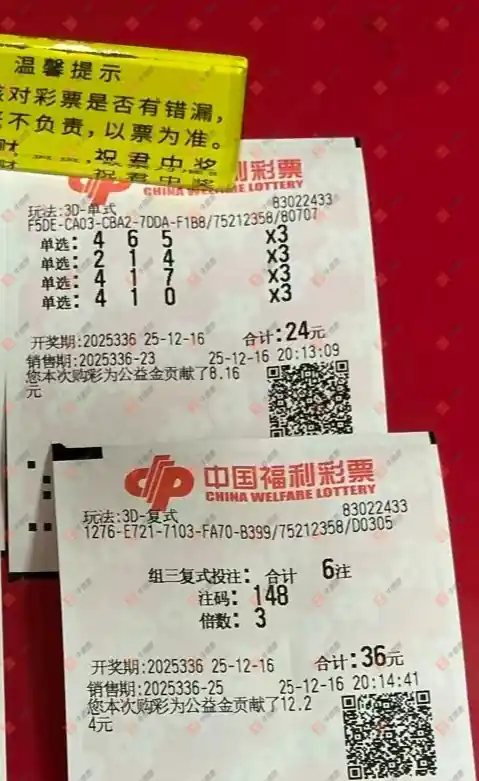 温馨提示
对彩票是否有错漏,
不负责,以票为准。
祝君中奖
利彩票
CHINA WELFARE LOTTERY
玩法:3D-单式
83022433
F5DE-CA03-CBA2-7DDA-F1B8/75212358/80707
单选: 4 6 5 x3
单选: 2 1 4 x3
单选: 4 1 7 x3
单选: 4 1 0 x3
开奖期:2025336 25-12-16 合计:24元
销售期:2025336-23 25-12-16 20:13:09
您本次购彩为公益金贡献了8.16
元
中国福利彩票
CHINA WELFARE LOTTERY
玩法:3D-复式
83022433
1276-E721-7103-FA70-B399/75212358/D0305
组三复式投注: 合计 6注
注码: 148
倍数: 3
开奖期:2025336 25-12-16 合计:36元
销售期:2025336-25 25-12-16 20:14:41
您本次购彩为公益金贡献了12.2
4元